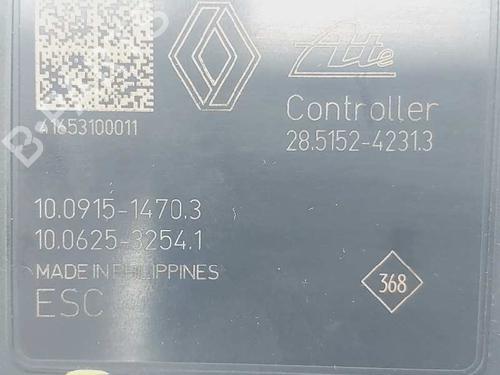 Ate
41653100011
Controller
28.5152-4231.3
10.0915-1470.3
10.0625-3254.1
MADE IN PHILIPPINES
ESC
368